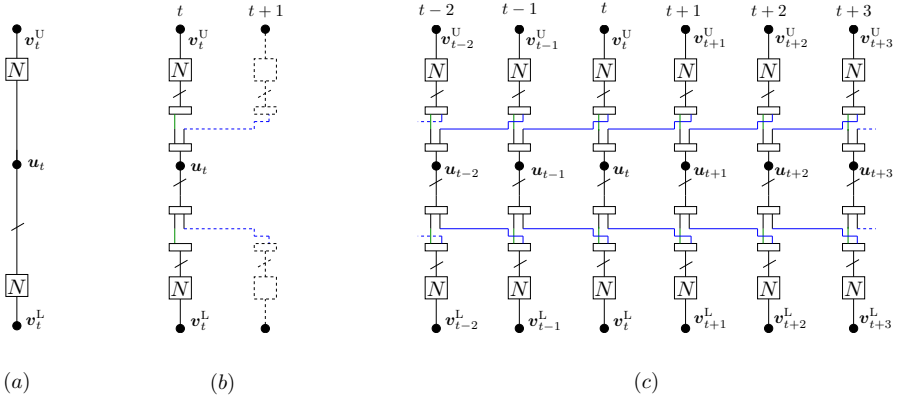 t t + 1 t − 2 t − 1 t t + 1 t + 2 t + 3
v_t^U v_t^U v_{t−2}^U v_{t−1}^U v_t^U v_{t+1}^U v_{t+2}^U v_{t+3}^U
N N N N N N N N
u_t u_t u_{t−2} u_{t−1} u_t u_{t+1} u_{t+2} u_{t+3}
N N N N N N N N
v_t^L v_t^L v_{t−2}^L v_{t−1}^L v_t^L v_{t+1}^L v_{t+2}^L v_{t+3}^L
(a) (b) (c)